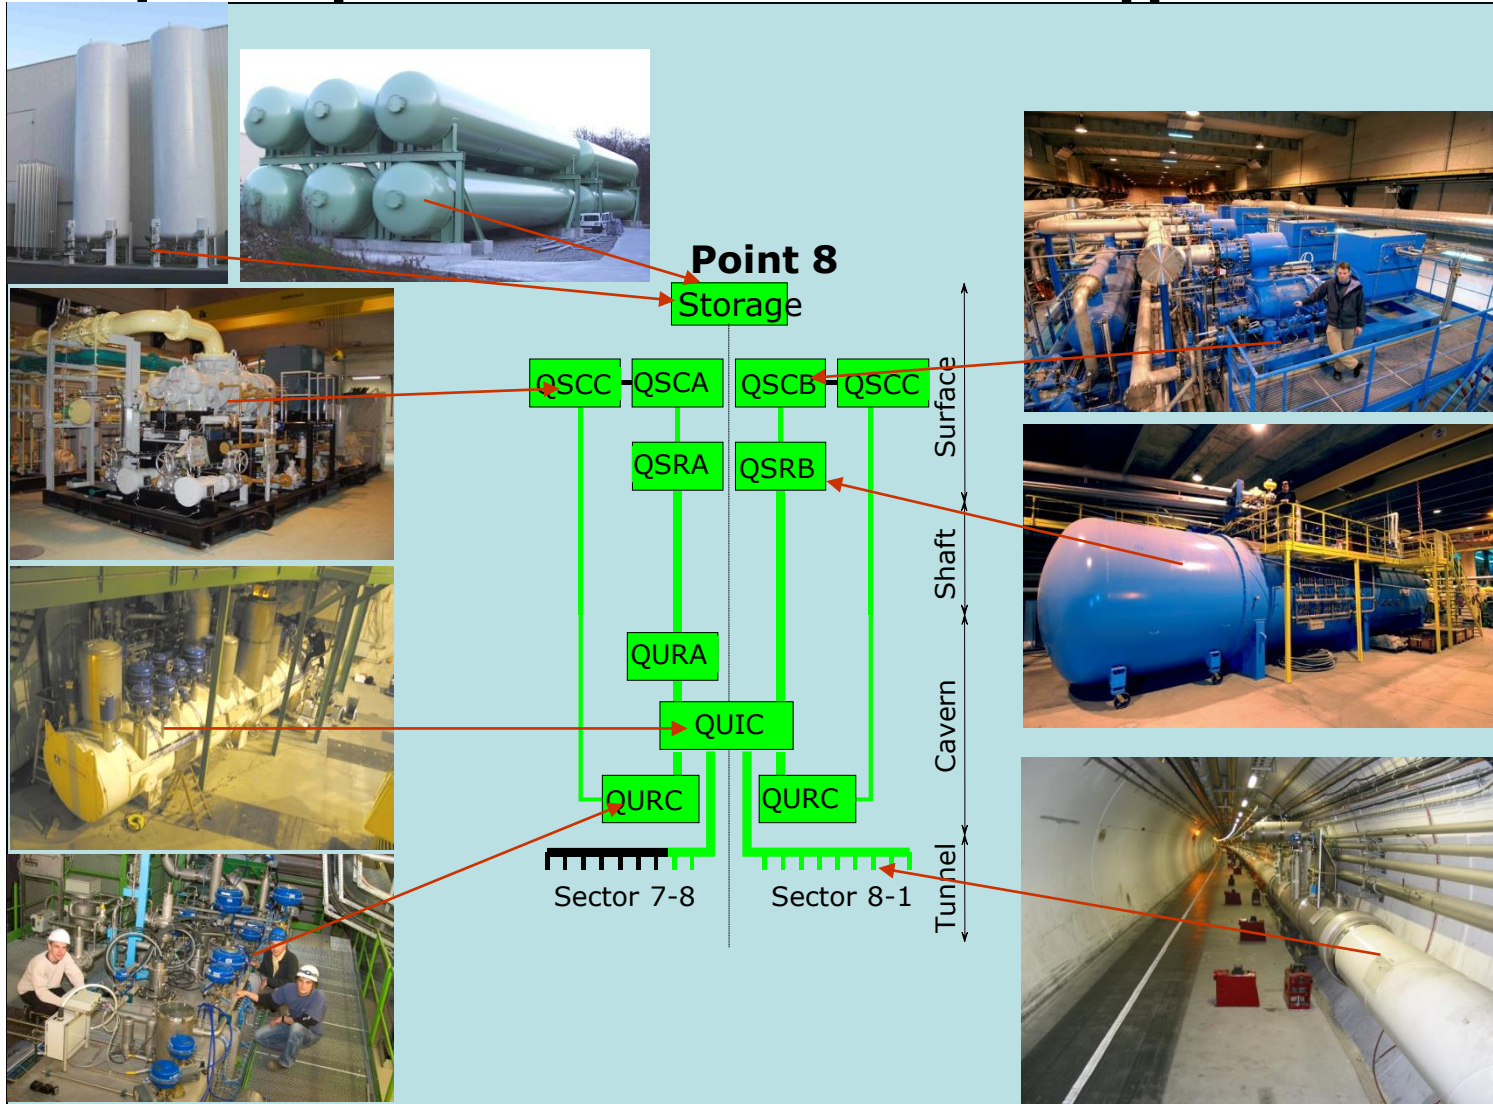 Point 8
Storage
QSCC
QSCA
QSCB
QSCC
QSRA
QSRB
QURA
QUIC
QURC
QURC
Sector 7-8
Sector 8-1
Surface
Shaft
Cavern
Tunnel